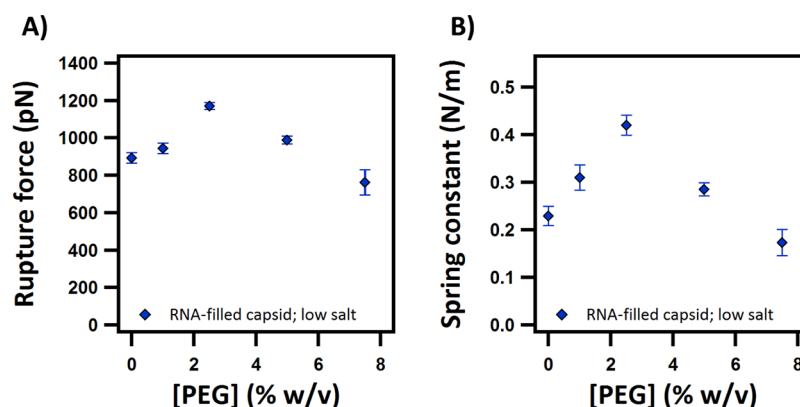 A)
Rupture force (pN)
1400
1200
1000
800
600
400
200
0
RNA-filled capsid; low salt
0 2 4 6 8
[PEG] (% w/v)
B)
Spring constant (N/m)
0.5
0.4
0.3
0.2
0.1
0.0
RNA-filled capsid; low salt
0 2 4 6 8
[PEG] (% w/v)